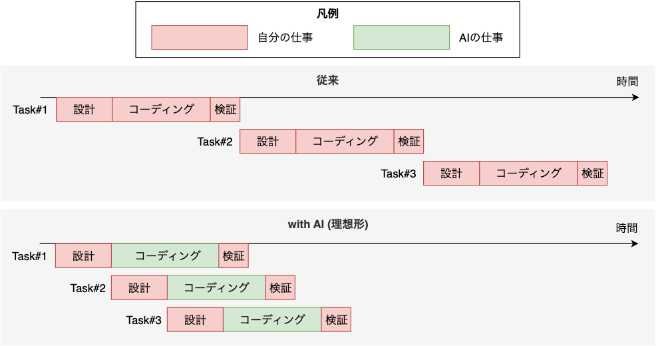 凡例
自分の仕事 AIの仕事
従来
時間
Task#1 設計 コーディング 検証
Task#2 設計 コーディング 検証
Task#3 設計 コーディング 検証
with AI (理想形)
時間
Task#1 設計 コーディング 検証
Task#2 設計 コーディング 検証
Task#3 設計 コーディング 検証